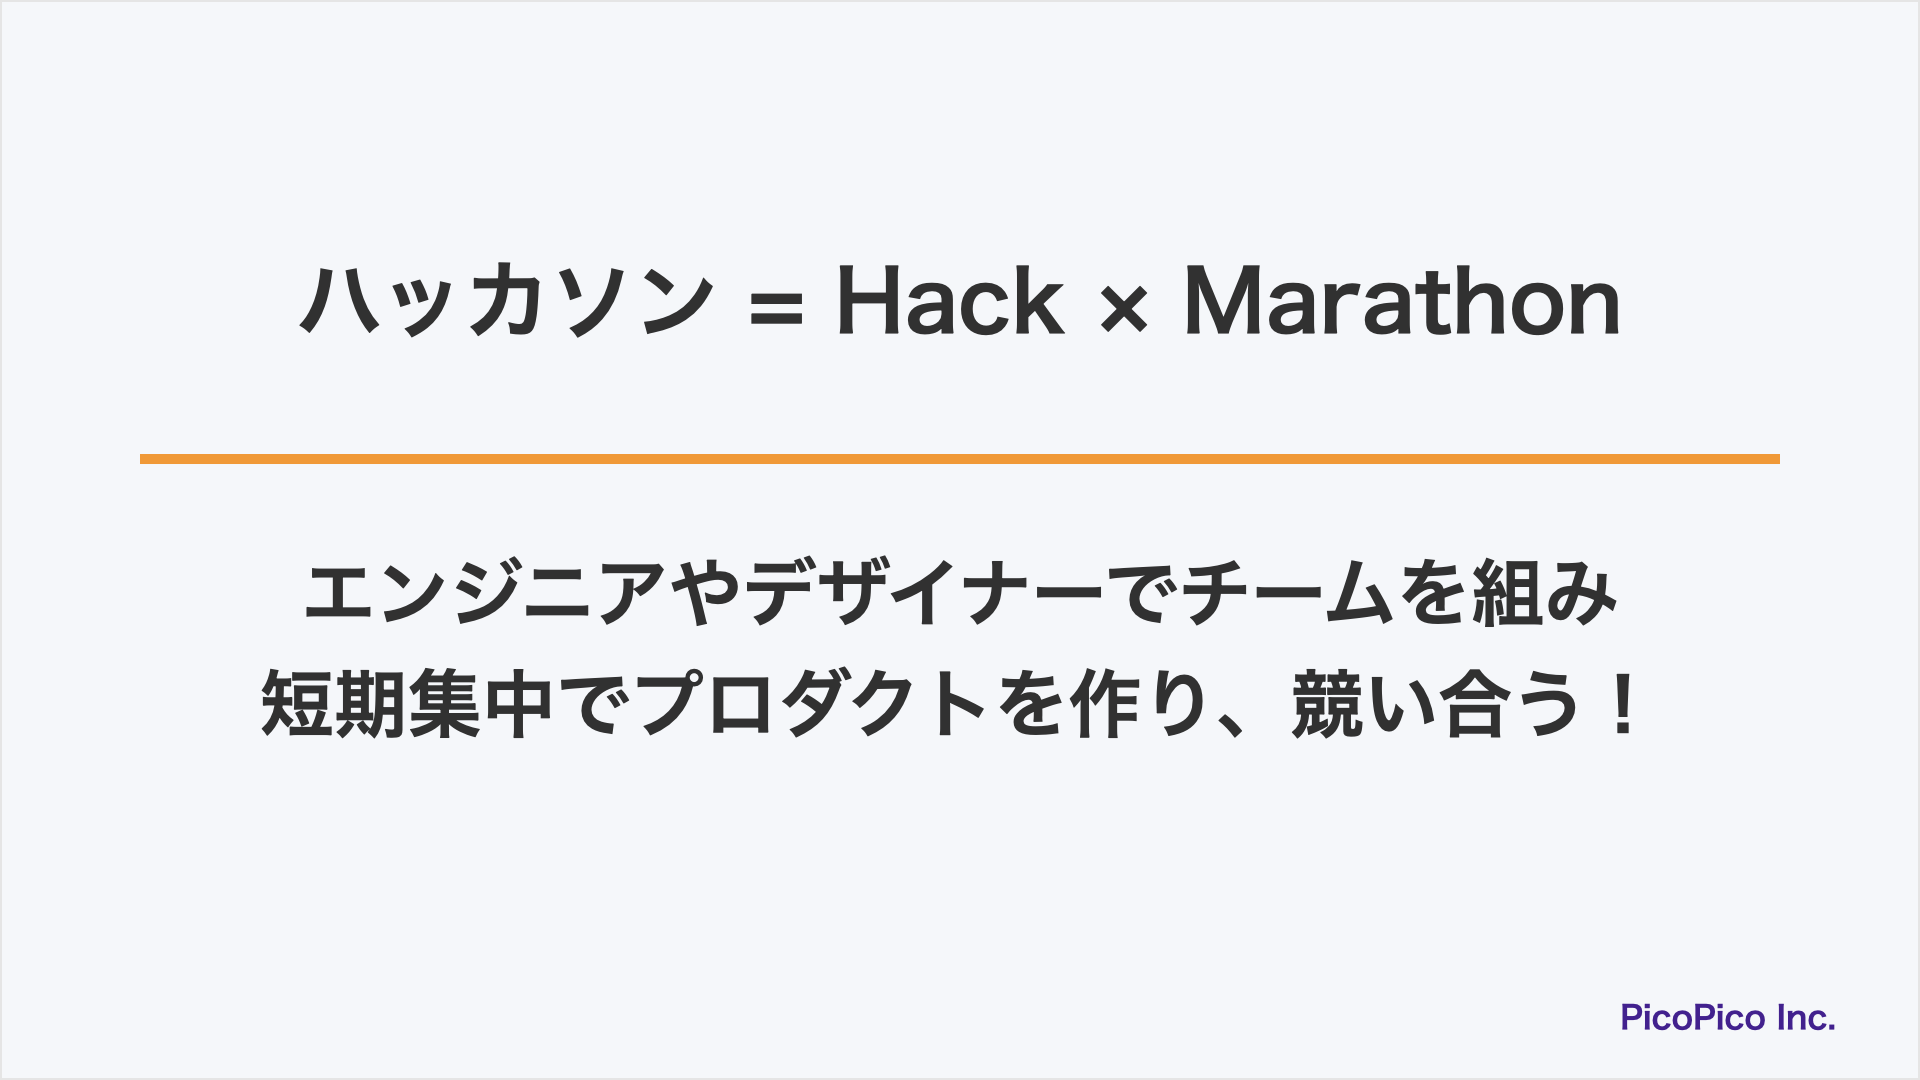 ハッカソン = Hack × Marathon
エンジニアやデザイナーでチームを組み
短期集中でプロダクトを作り、競い合う！
PicoPico Inc.